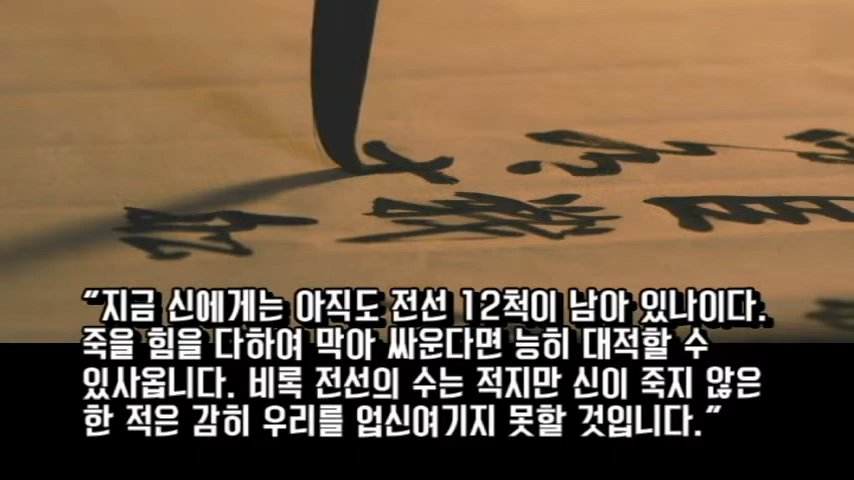 “지금 신에게는 아직도 전선 12척이 남아 있나이다.
죽을 힘을 다하여 막아 싸운다면 능히 대적할 수
있사옵니다. 비록 전선의 수는 적지만 신이 죽지 않은
한 적은 감히 우리를 업신여기지 못할 것입니다.”